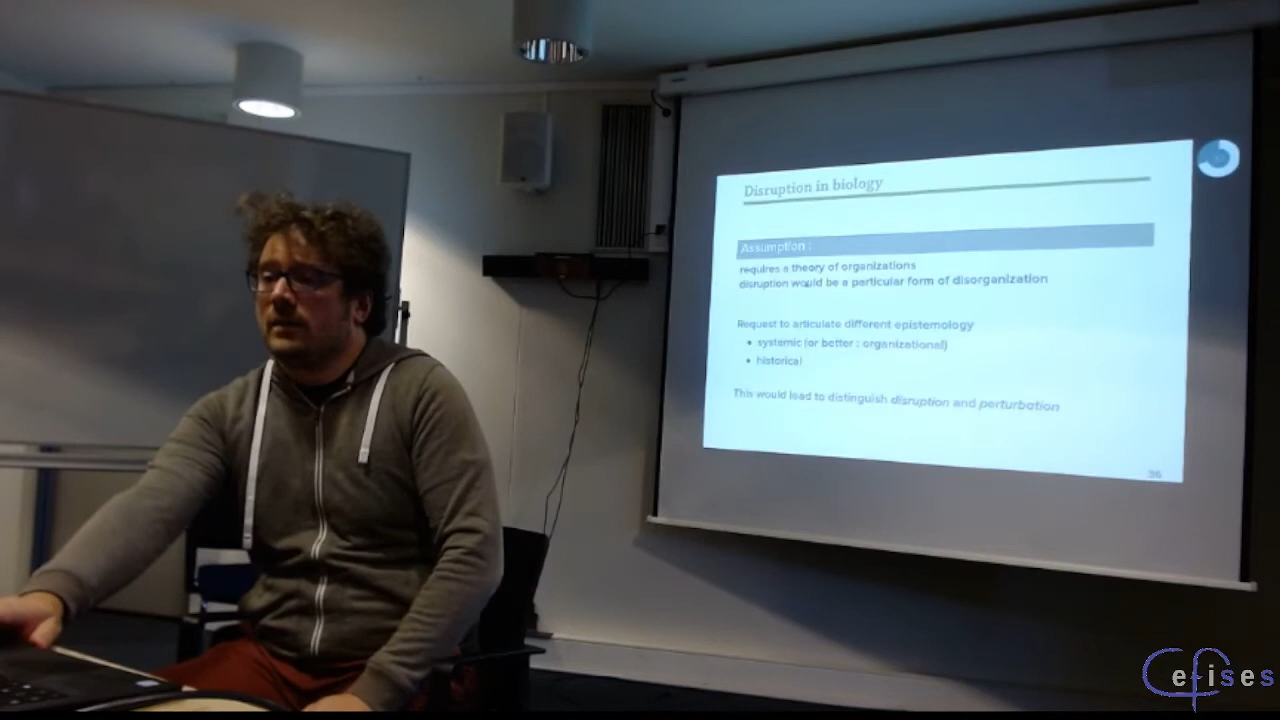 Disruption in biology
Assumption :
requires a theory of organizations
disruption would be a particular form of disorganization
Request to articulate different epistemology
• systemic (or better : organizational)
• historical
This would lead to distinguish disruption and perturbation
36
Cefises